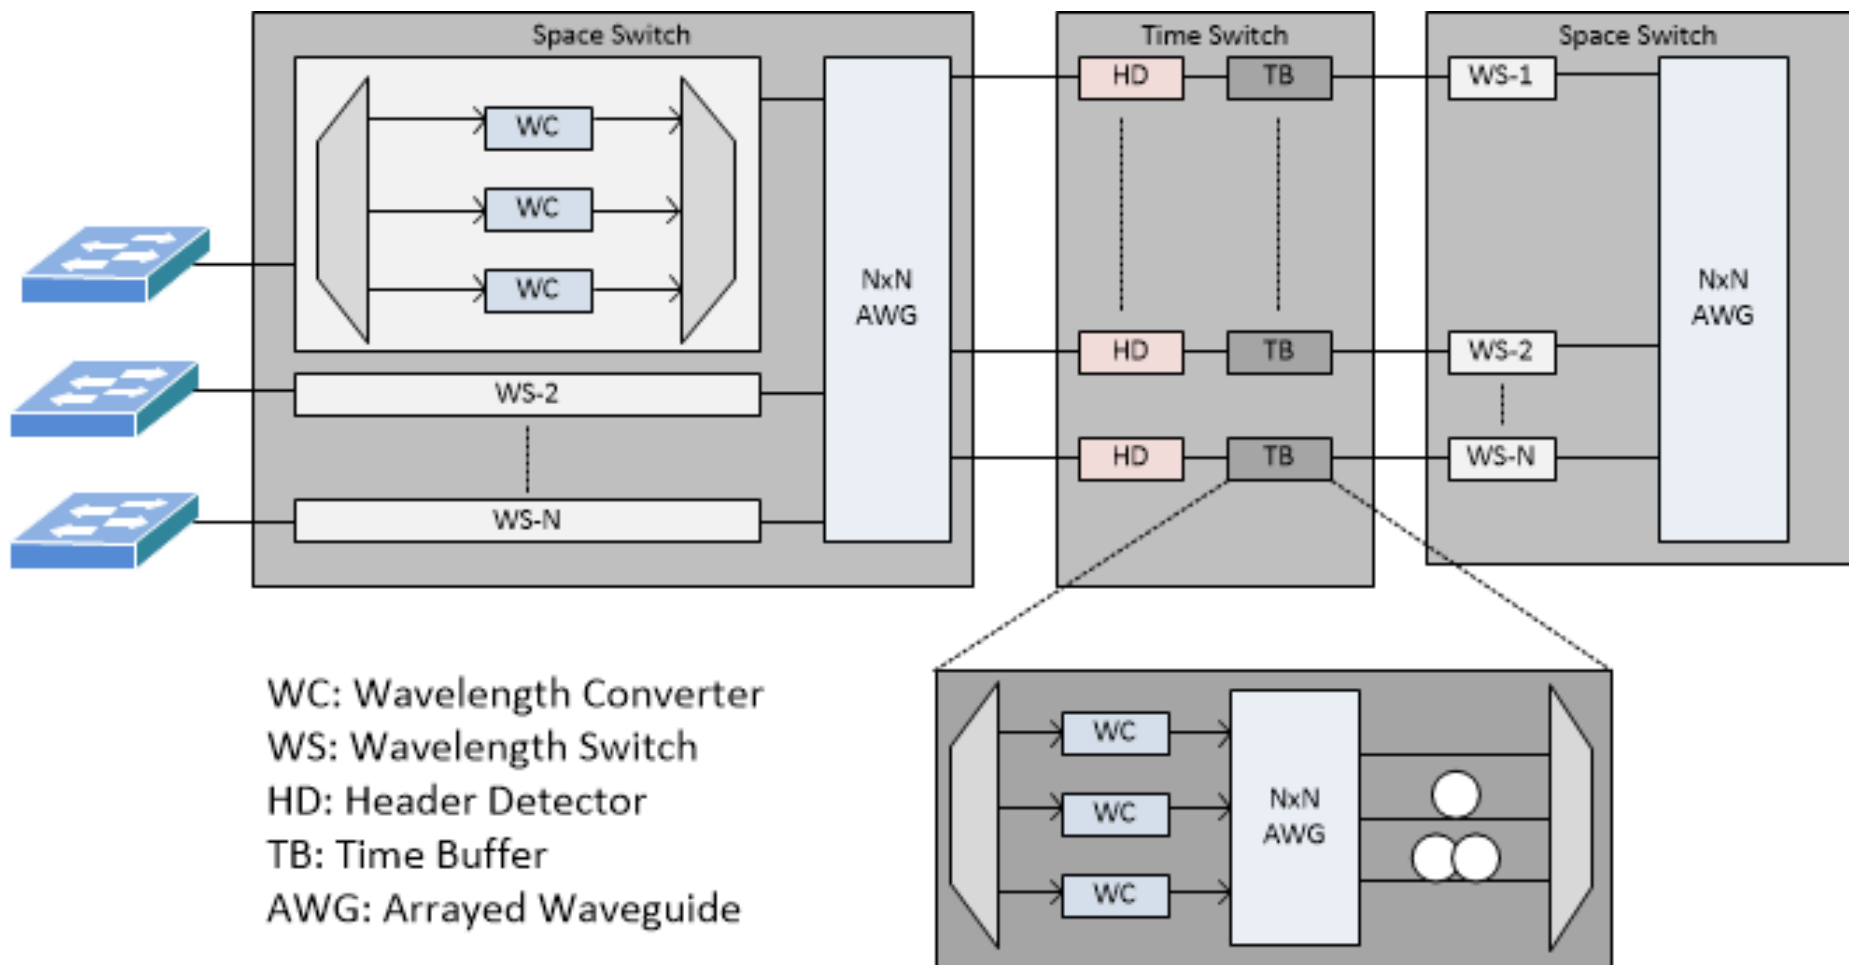 Space Switch
WC
WC
WC
WS-2
WS-N
NxN
AWG
Time Switch
HD
TB
HD
TB
HD
TB
Space Switch
WS-1
WS-2
WS-N
NxN
AWG
WC: Wavelength Converter
WS: Wavelength Switch
HD: Header Detector
TB: Time Buffer
AWG: Arrayed Waveguide
WC
WC
WC
NxN
AWG